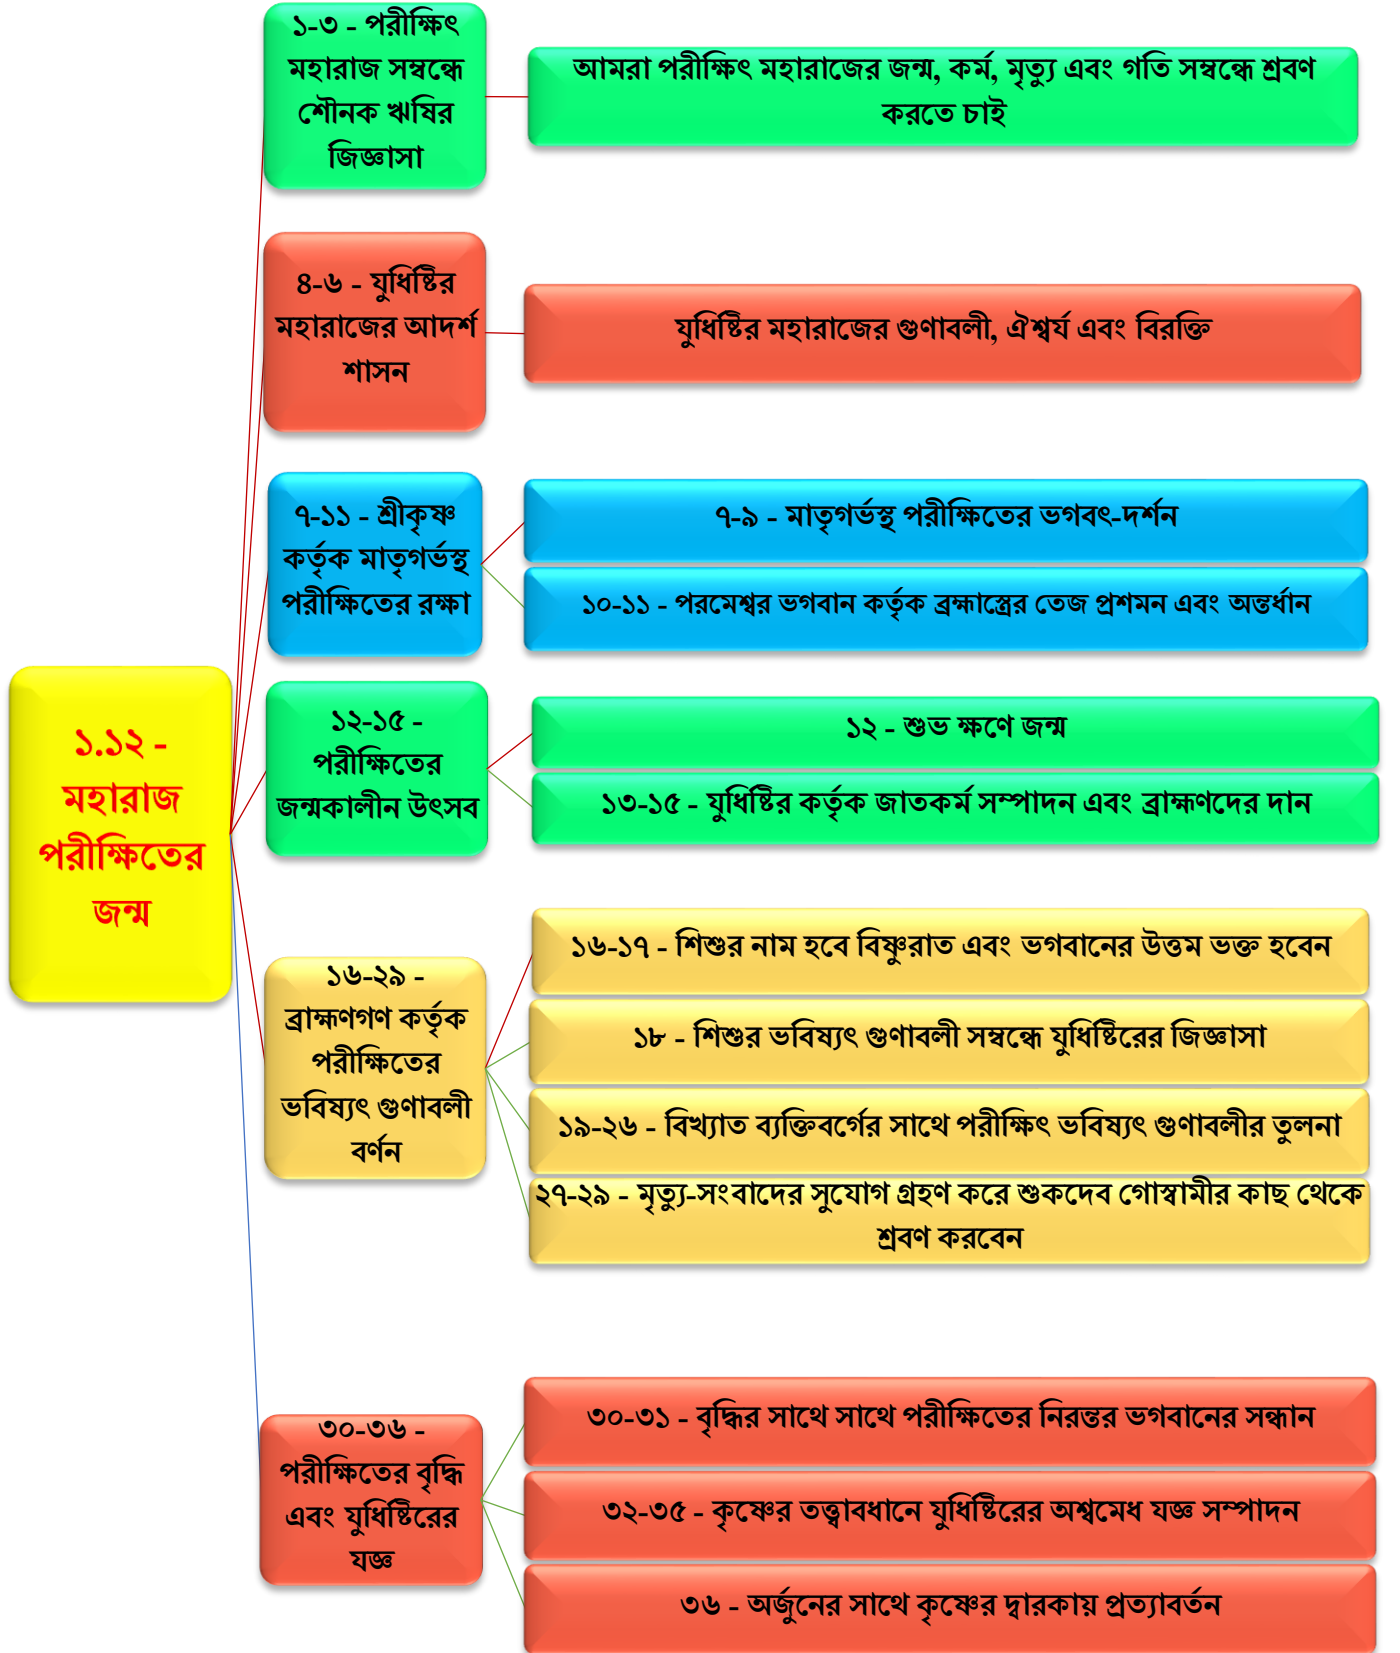 ১-৩ - পরীক্ষিৎ
মহারাজ সম্বন্ধে
শৌনক ঋষির
জিজ্ঞাসা
আমরা পরীক্ষিৎ মহারাজের জন্ম, কর্ম, মৃত্যু এবং গতি সম্বন্ধে শ্রবণ
করতে চাই
৪-৬ - যুধিষ্টির
মহারাজের আদর্শ
শাসন
যুধিষ্টির মহারাজের গুণাবলী, ঐশ্বর্য এবং বিরক্তি
৭-১১ - শ্রীকৃষ্ণ
কর্তৃক মাতৃগর্ভস্থ
পরীক্ষিতের রক্ষা
৭-৯ - মাতৃগর্ভস্থ পরীক্ষিতের ভগবৎ-দর্শন
১০-১১ - পরমেশ্বর ভগবান কর্তৃক ব্রহ্মাস্ত্রের তেজ প্রশমন এবং অন্তর্ধান
১.১২ -
মহারাজ
পরীক্ষিতের
জন্ম
১২-১৫ -
পরীক্ষিতের
জন্মকালীন উৎসব
১২ - শুভ ক্ষণে জন্ম
১৩-১৫ - যুধিষ্টির কর্তৃক জাতকর্ম সম্পাদন এবং ব্রাহ্মণদের দান
১৬-২৯ -
ব্রাহ্মণগণ কর্তৃক
পরীক্ষিতের
ভবিষ্যৎ গুণাবলী
বর্ণন
১৬-১৭ - শিশুর নাম হবে বিষ্ণুরাত এবং ভগবানের উত্তম ভক্ত হবেন
১৮ - শিশুর ভবিষ্যৎ গুণাবলী সম্বন্ধে যুধিষ্টিরের জিজ্ঞাসা
১৯-২৬ - বিখ্যাত ব্যক্তিবর্গের সাথে পরীক্ষিৎ ভবিষ্যৎ গুণাবলীর তুলনা
২৭-২৯ - মৃত্যু-সংবাদের সুযোগ গ্রহণ করে শুকদেব গোস্বামীর কাছ থেকে
শ্রবণ করবেন
৩০-৩৬ -
পরীক্ষিতের বৃদ্ধি
এবং যুধিষ্টিরের
যজ্ঞ
৩০-৩১ - বৃদ্ধির সাথে সাথে পরীক্ষিতের নিরন্তর ভগবানের সন্ধান
৩২-৩৫ - কৃষ্ণের তত্ত্বাবধানে যুধিষ্টিরের অশ্বমেধ যজ্ঞ সম্পাদন
৩৬ - অর্জুনের সাথে কৃষ্ণের দ্বারকায় প্রত্যাবর্তন